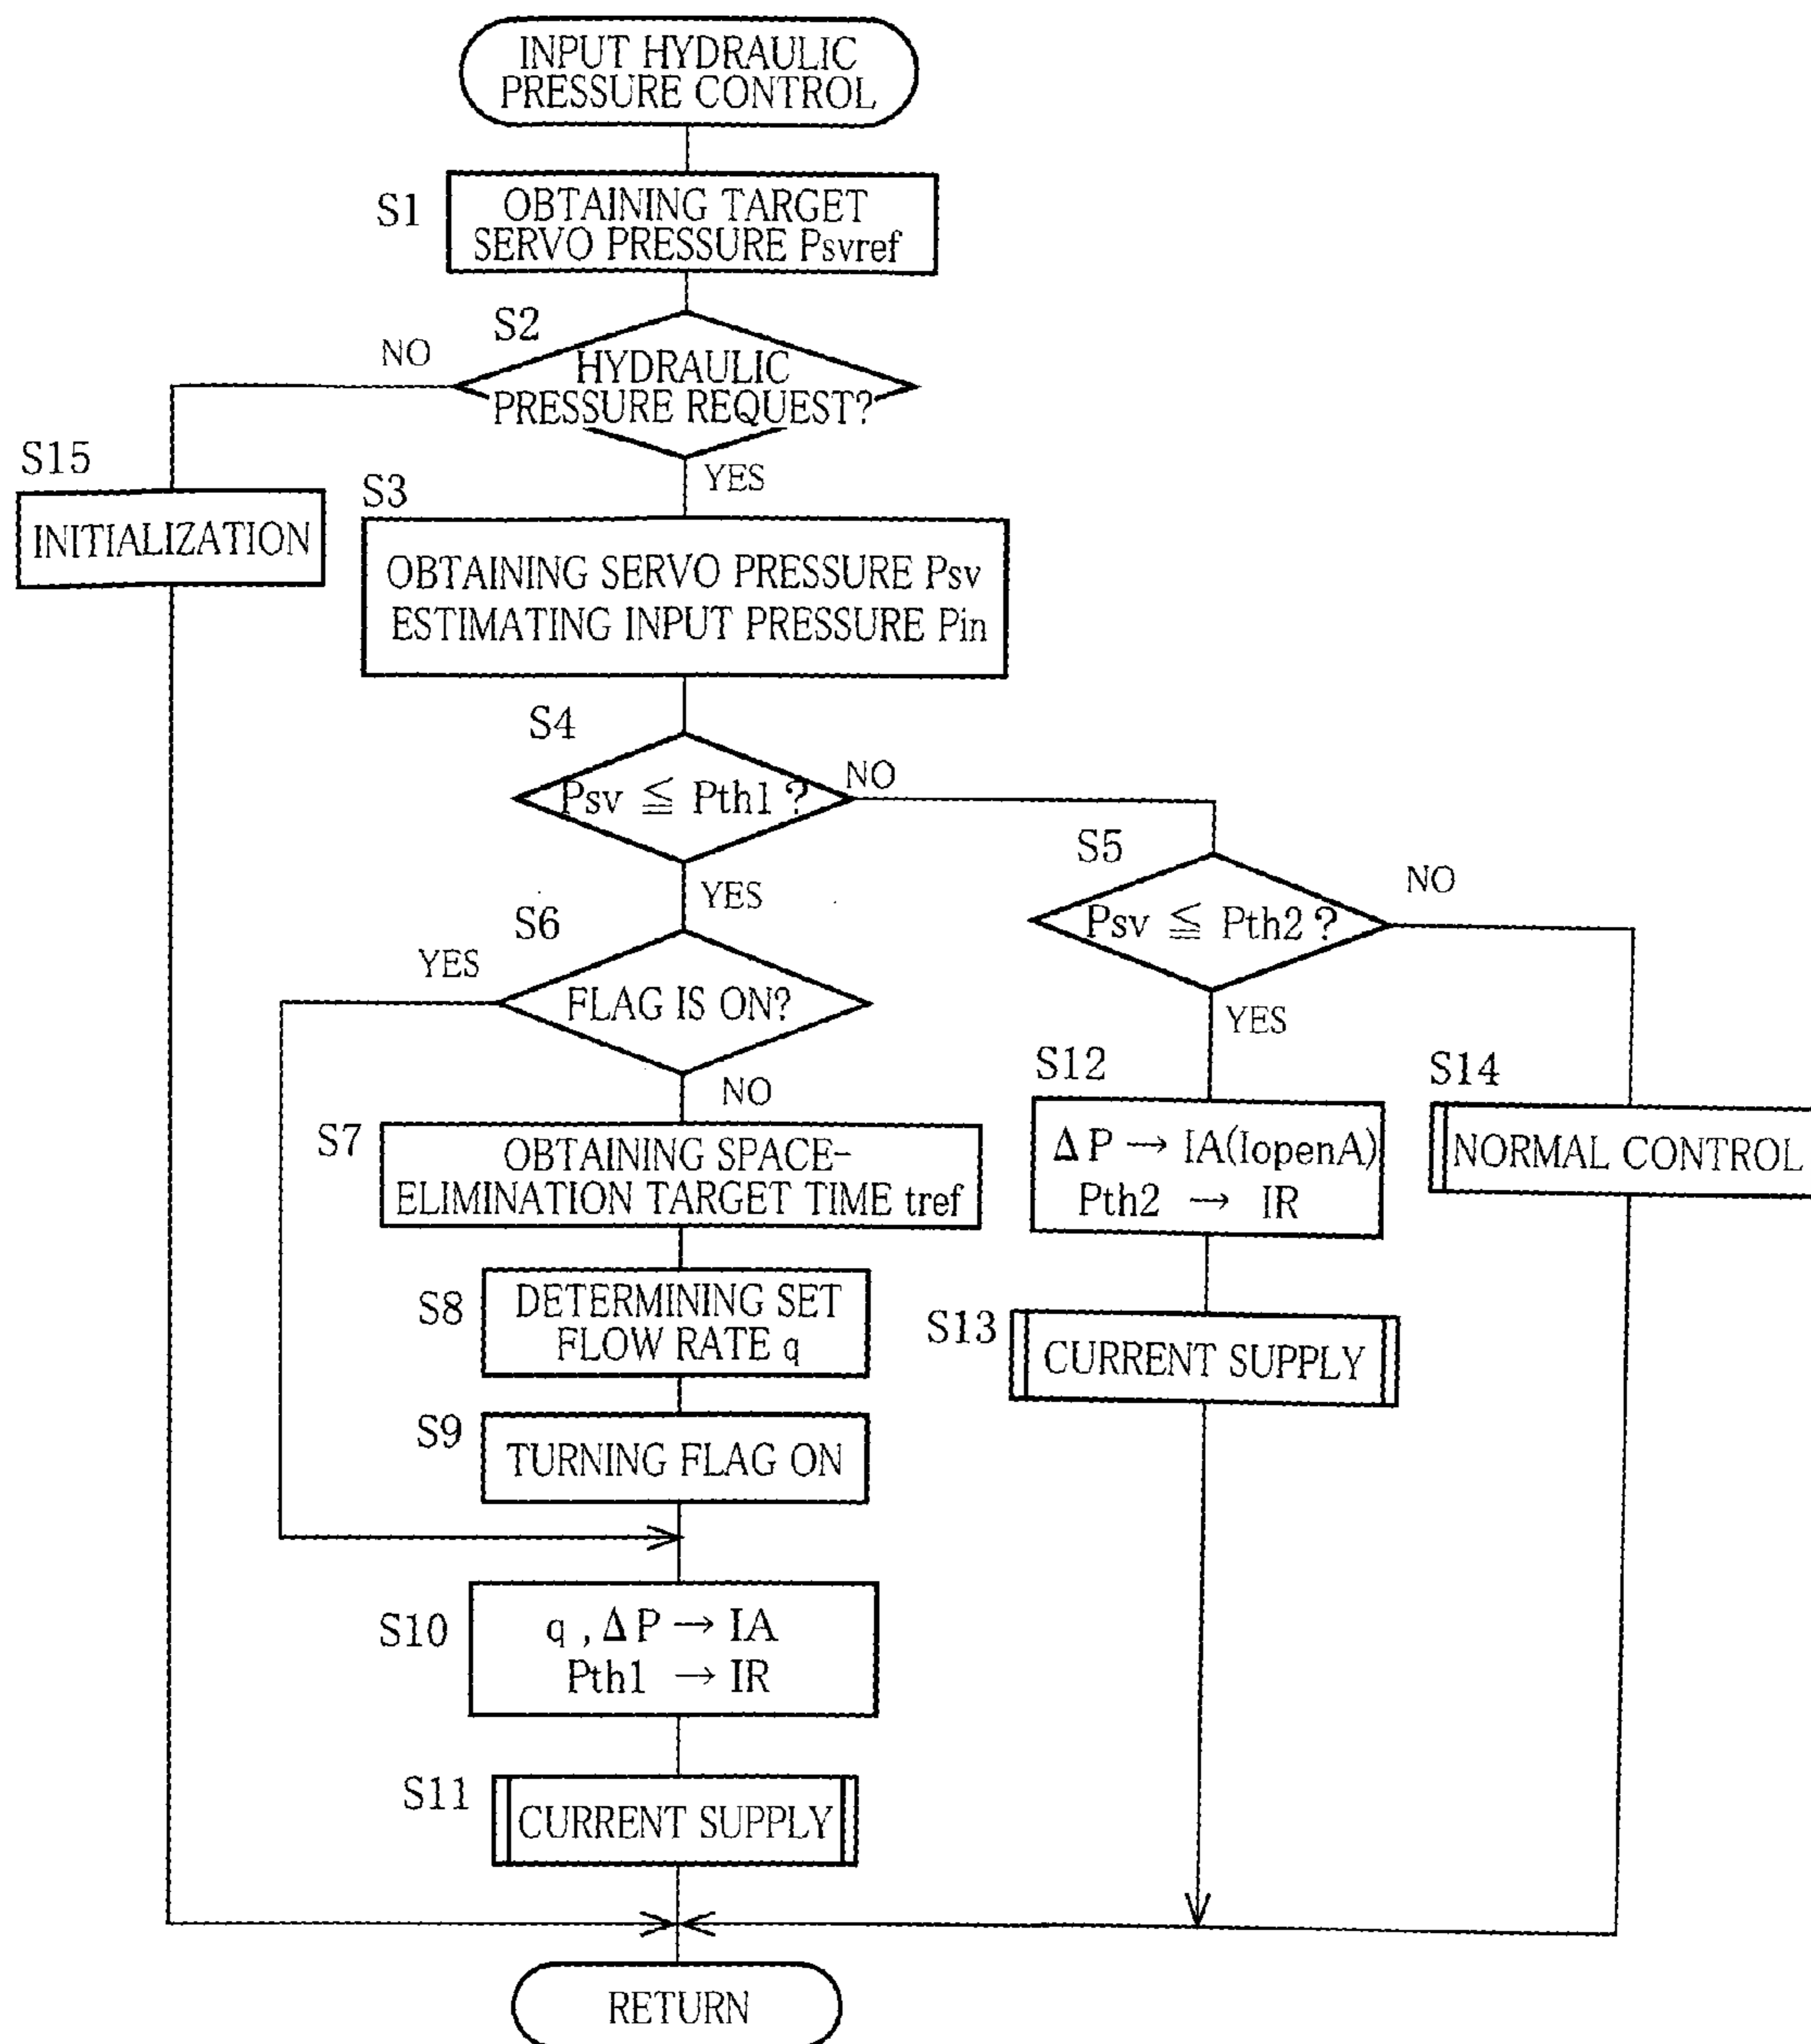 INPUT HYDRAULIC
PRESSURE CONTROL
S1
OBTAINING TARGET
SERVO PRESSURE Psvref
S2
NO
HYDRAULIC
PRESSURE REQUEST?
YES
S15
INITIALIZATION
S3
OBTAINING SERVO PRESSURE Psv
ESTIMATING INPUT PRESSURE Pin
S4
Psv ≦ Pth1 ?
NO
YES
S5
Psv ≦ Pth2 ?
NO
YES
S6
YES
FLAG IS ON?
NO
S7
OBTAINING SPACE-
ELIMINATION TARGET TIME tref
S8
DETERMINING SET
FLOW RATE q
S9
TURNING FLAG ON
S10
q , ΔP → IA
Pth1 → IR
S11
CURRENT SUPPLY
S12
ΔP → IA(IopenA)
Pth2 → IR
S13
CURRENT SUPPLY
S14
NORMAL CONTROL
RETURN